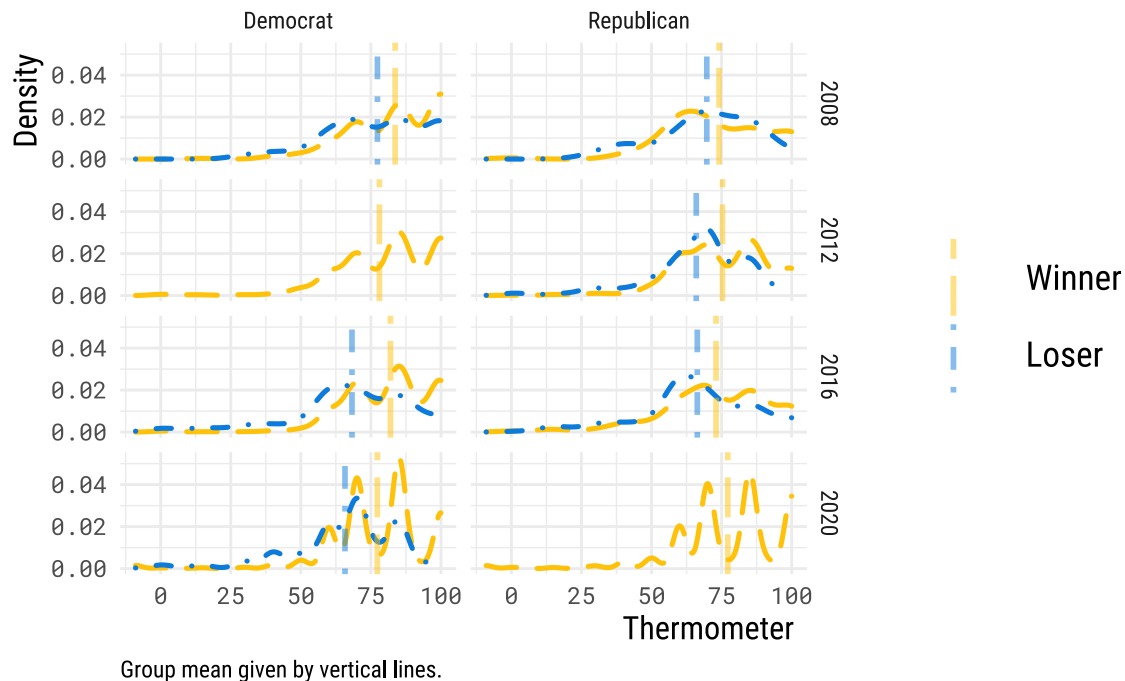 Democrat Republican
Density
0.04
0.02
0.00
2008
0.04
0.02
0.00
2012
0.04
0.02
0.00
2016
0.04
0.02
0.00
2020
0 25 50 75 100 0 25 50 75 100
Thermometer
Winner
Loser
Group mean given by vertical lines.